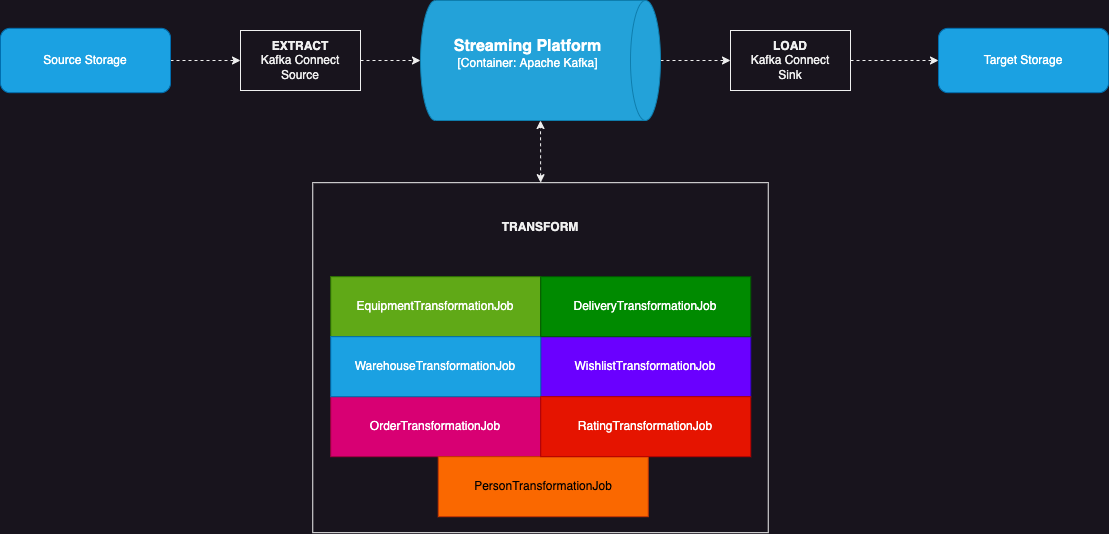 Source Storage
EXTRACT
Kafka Connect
Source
Streaming Platform
[Container: Apache Kafka]
LOAD
Kafka Connect
Sink
Target Storage
TRANSFORM
EquipmentTransformationJob
DeliveryTransformationJob
WarehouseTransformationJob
WishlistTransformationJob
OrderTransformationJob
RatingTransformationJob
PersonTransformationJob